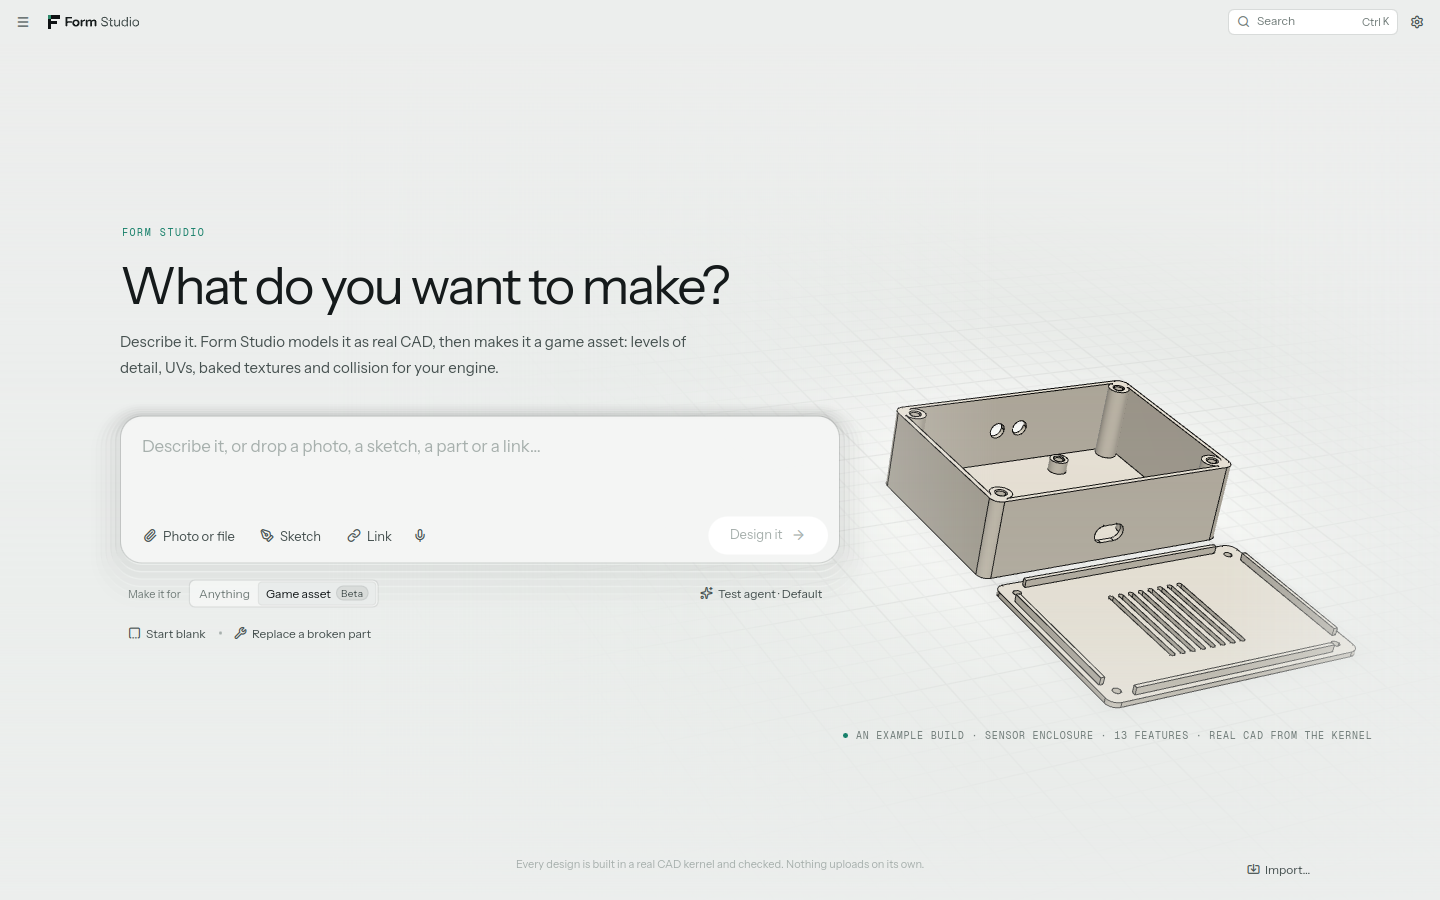 Form Studio
Search Ctrl K
FORM STUDIO
What do you want to make?
Describe it. Form Studio models it as real CAD, then makes it a game asset: levels of
detail, UVs, baked textures and collision for your engine.
Describe it, or drop a photo, a sketch, a part or a link...
Photo or file Sketch Link Design it
Make it for Anything Game asset Beta Test agent · Default
Start blank • Replace a broken part
AN EXAMPLE BUILD · SENSOR ENCLOSURE · 13 FEATURES · REAL CAD FROM THE KERNEL
Every design is built in a real CAD kernel and checked. Nothing uploads on its own.
Import...